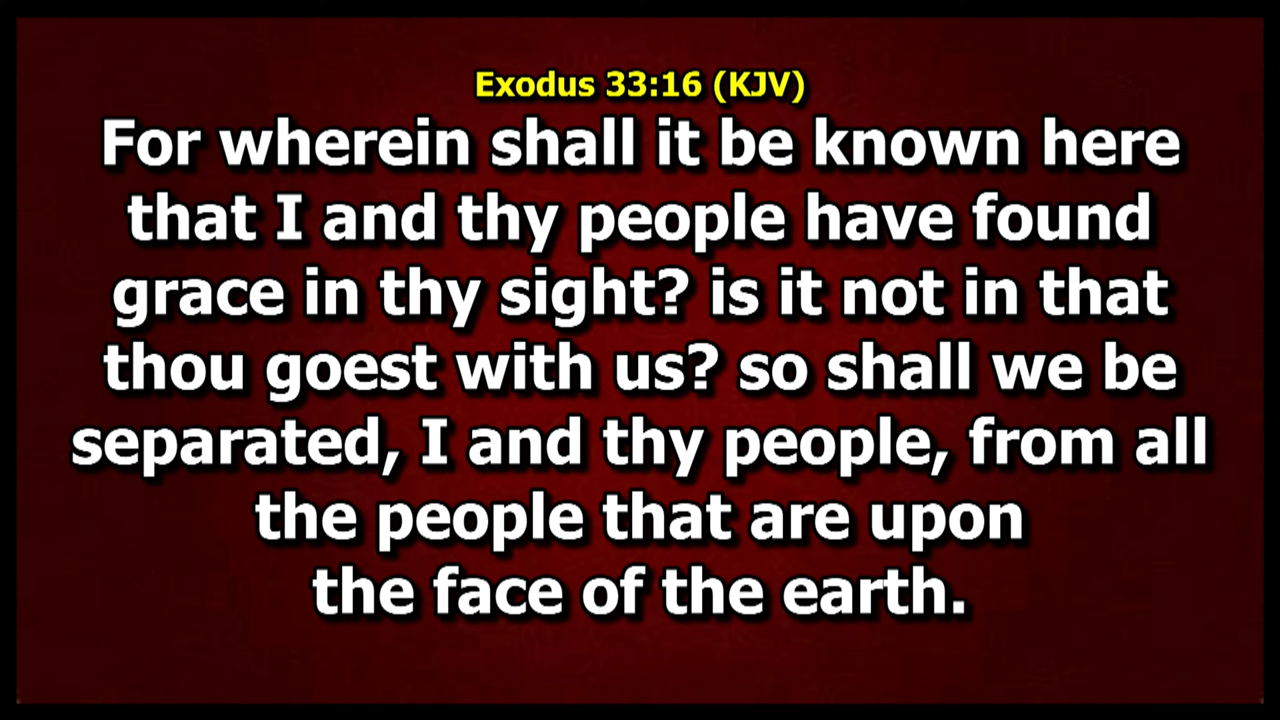 Exodus 33:16 (KJV)
For wherein shall it be known here
that I and thy people have found
grace in thy sight? is it not in that
thou goest with us? so shall we be
separated, I and thy people, from all
the people that are upon
the face of the earth.